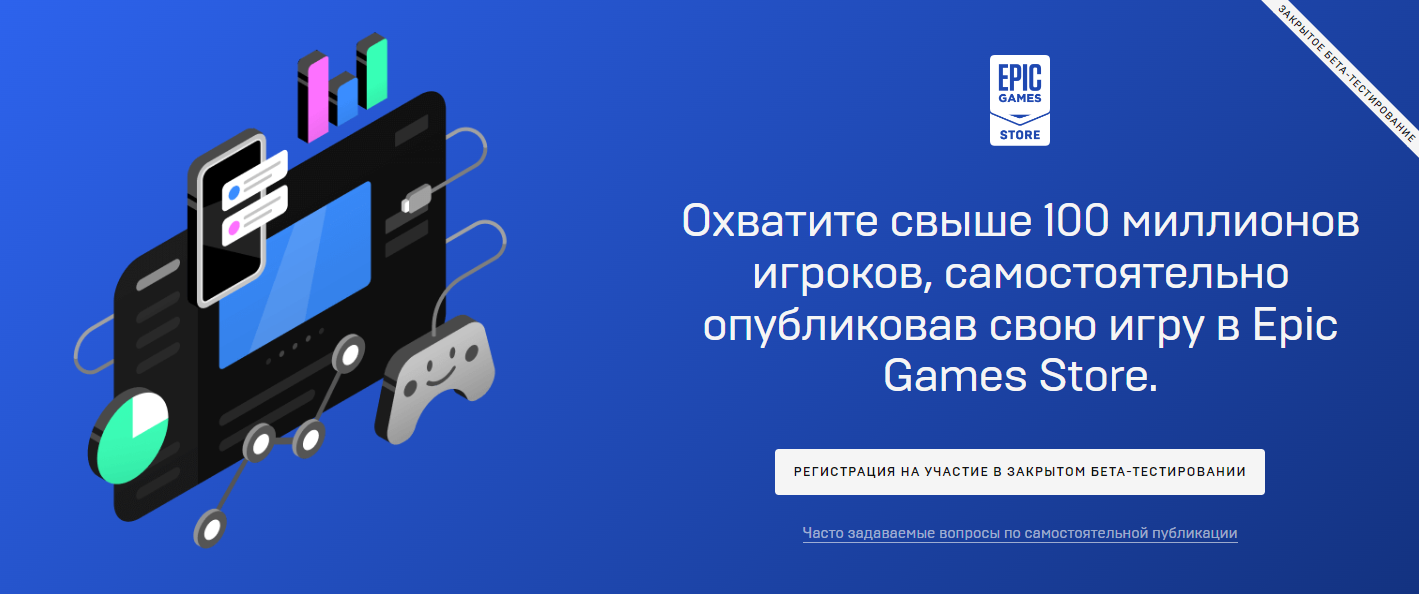 EPIC
GAMES
STORE
ЗАКРЫТОЕ БЕТА-ТЕСТИРОВАНИЕ
Охватите свыше 100 миллионов
игроков, самостоятельно
опубликовав свою игру в Epic
Games Store.
РЕГИСТРАЦИЯ НА УЧАСТИЕ В ЗАКРЫТОМ БЕТА-ТЕСТИРОВАНИИ
Часто задаваемые вопросы по самостоятельной публикации